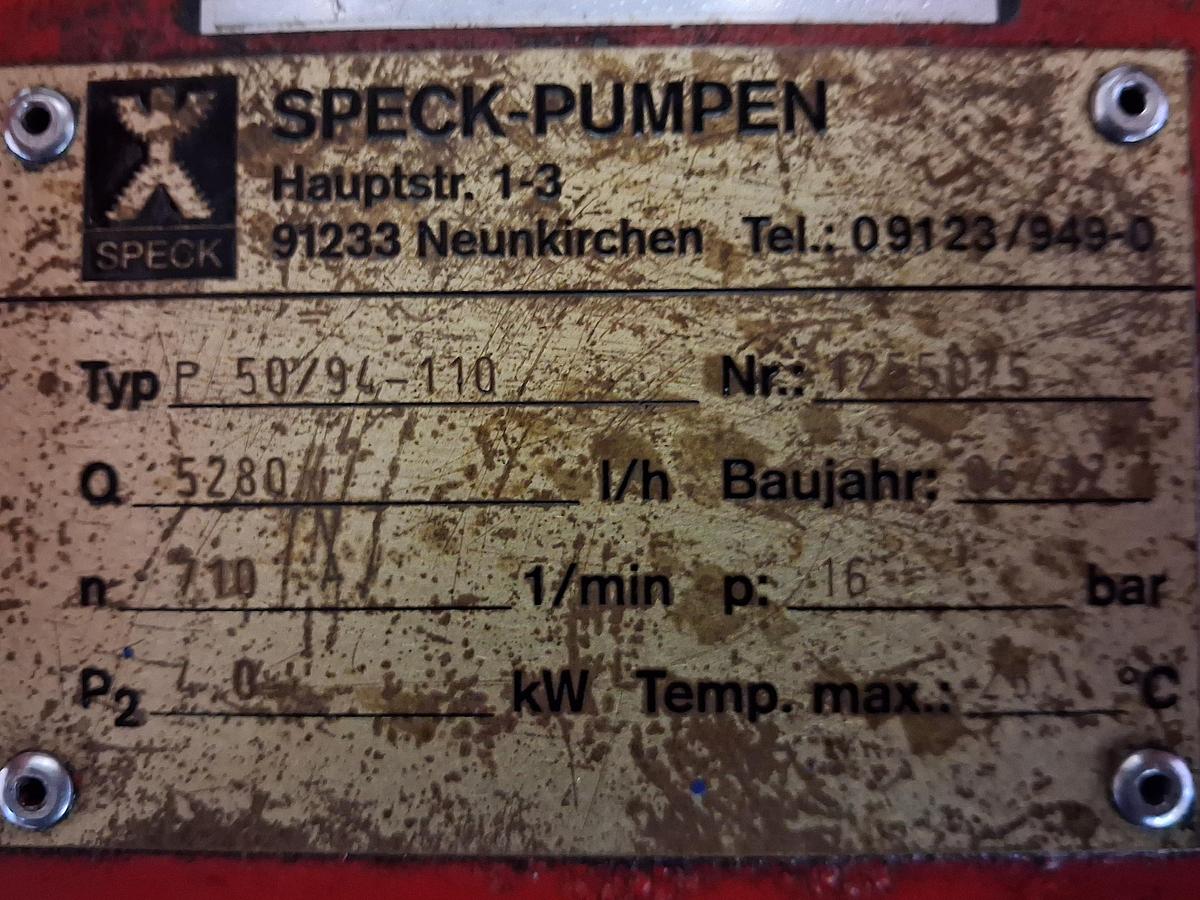 SPECK
SPECK-PUMPEN
Hauptstr. 1-3
91233 Neunkirchen Tel.: 09123/949-0
Typ P 50/94-110 Nr.:
Q 5280 l/h Baujahr:
n 710 1/min p: 16 bar
P2 kW Temp. max.: °C